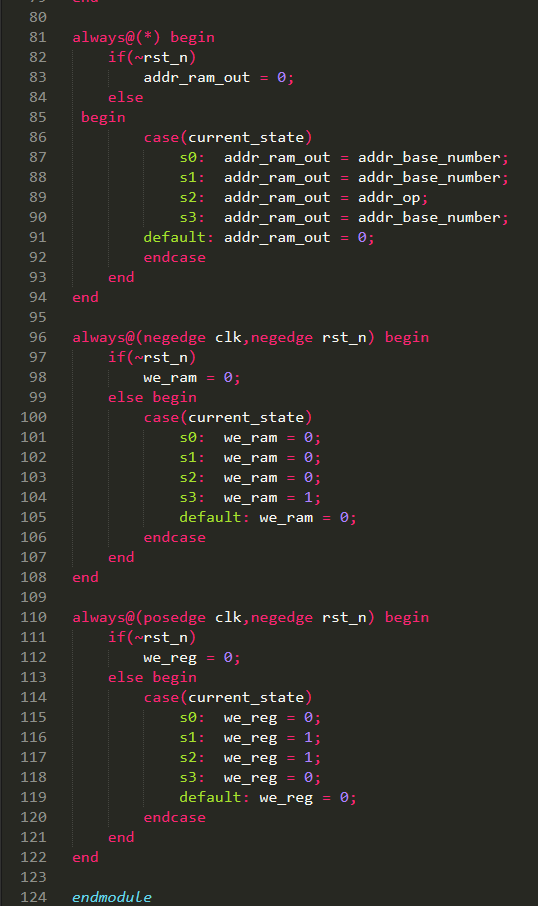 79 end
80
81 always@(*) begin
82     if(~rst_n)
83         addr_ram_out = 0;
84     else
85  begin
86         case(current_state)
87             s0:  addr_ram_out = addr_base_number;
88             s1:  addr_ram_out = addr_base_number;
89             s2:  addr_ram_out = addr_op;
90             s3:  addr_ram_out = addr_base_number;
91         default: addr_ram_out = 0;
92         endcase
93     end
94 end
95
96 always@(negedge clk,negedge rst_n) begin
97     if(~rst_n)
98         we_ram = 0;
99     else begin
100         case(current_state)
101             s0:  we_ram = 0;
102             s1:  we_ram = 0;
103             s2:  we_ram = 0;
104             s3:  we_ram = 1;
105             default: we_ram = 0;
106         endcase
107     end
108 end
109
110 always@(posedge clk,negedge rst_n) begin
111     if(~rst_n)
112         we_reg = 0;
113     else begin
114         case(current_state)
115             s0:  we_reg = 0;
116             s1:  we_reg = 1;
117             s2:  we_reg = 1;
118             s3:  we_reg = 0;
119             default: we_reg = 0;
120         endcase
121     end
122 end
123
124 endmodule